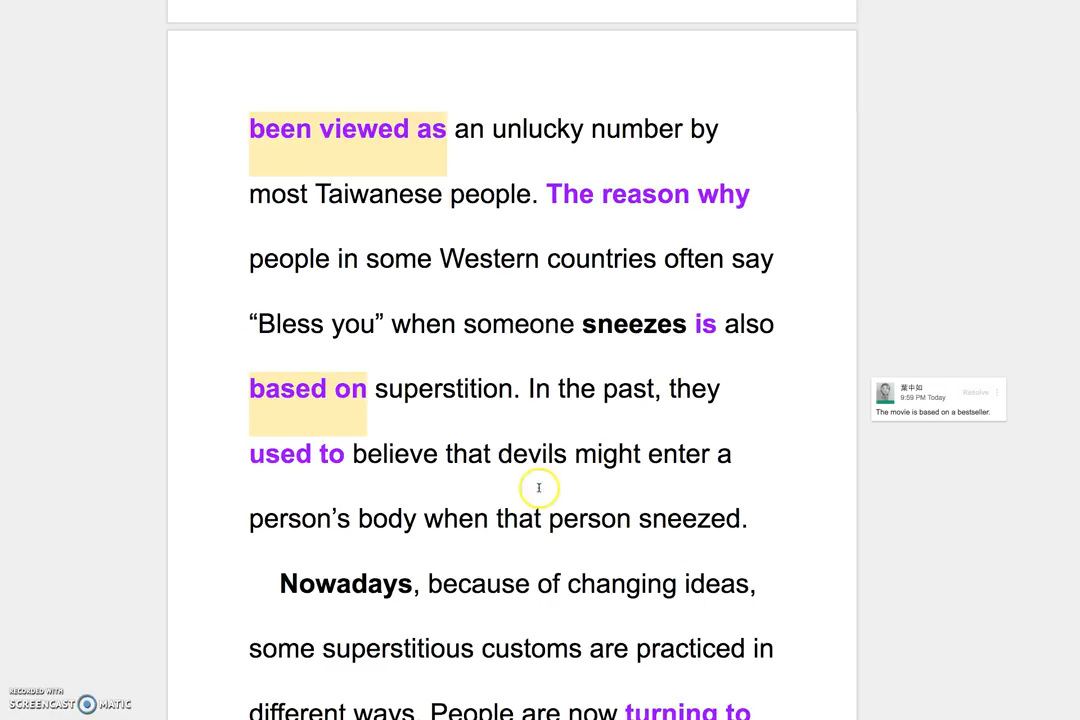 been viewed as an unlucky number by
most Taiwanese people. The reason why
people in some Western countries often say
“Bless you” when someone sneezes is also
based on superstition. In the past, they
used to believe that devils might enter a
person’s body when that person sneezed.
Nowadays, because of changing ideas,
some superstitious customs are practiced in
different ways. People are now turning to
葉中如
9:59 PM Today
Resolve
The movie is based on a bestseller.
RECORDED WITH
SCREENCAST MATIC